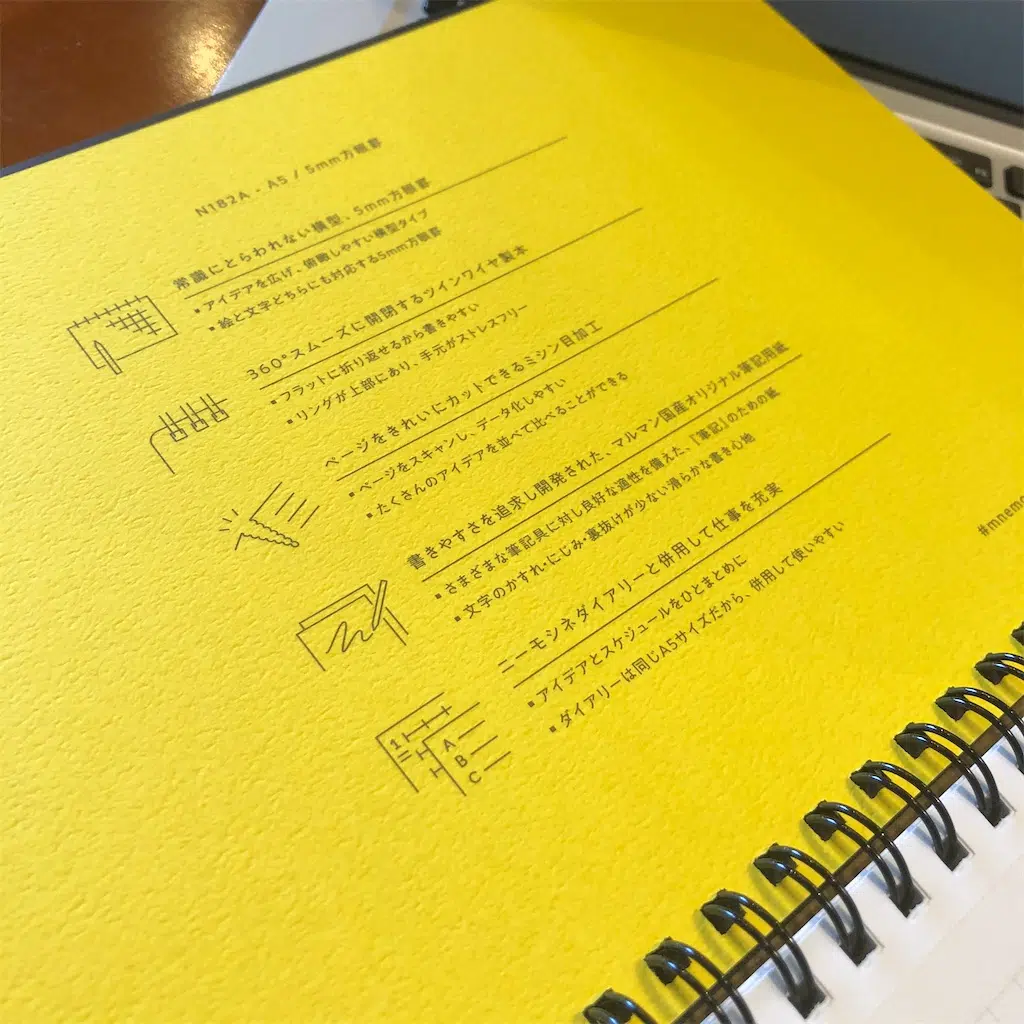 N182A - A5 / 5mm方眼罫
常識にとらわれない横型、5mm方眼罫
▪アイデアを広げ、俯瞰しやすい横型タイプ
▪絵と文字どちらにも対応する5mm方眼罫
360°スムーズに開閉するツインワイヤ製本
▪フラットに折り返せるから書きやすい
▪リングが上部にあり、手元がストレスフリー
ページをきれいにカットできるミシン目加工
▪ページをスキャンし、データ化しやすい
▪たくさんのアイデアを並べて比べることができる
書きやすさを追求し開発された、マルマン国産オリジナル筆記用紙
▪さまざまな筆記具に対し良好な適性を備えた、『筆記』のための紙
▪文字のかすれ・にじみ・裏抜けが少ない滑らかな書き心地
ニーモシネダイアリーと併用して仕事を充実
▪アイデアとスケジュールをひとまとめに
▪ダイアリーは同じA5サイズだから、併用して使いやすい
1
A
B
C
#mnemo